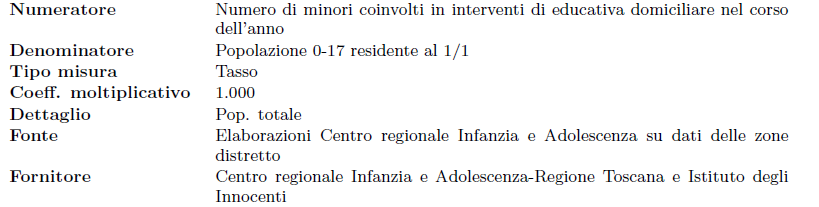 Numeratore Numero di minori coinvolti in interventi di educativa domiciliare nel corso
dell'anno
Denominatore Popolazione 0-17 residente al 1/1
Tipo misura Tasso
Coeff. moltiplicativo 1.000
Dettaglio Pop. totale
Fonte Elaborazioni Centro regionale Infanzia e Adolescenza su dati delle zone
distretto
Fornitore Centro regionale Infanzia e Adolescenza-Regione Toscana e Istituto degli
Innocenti